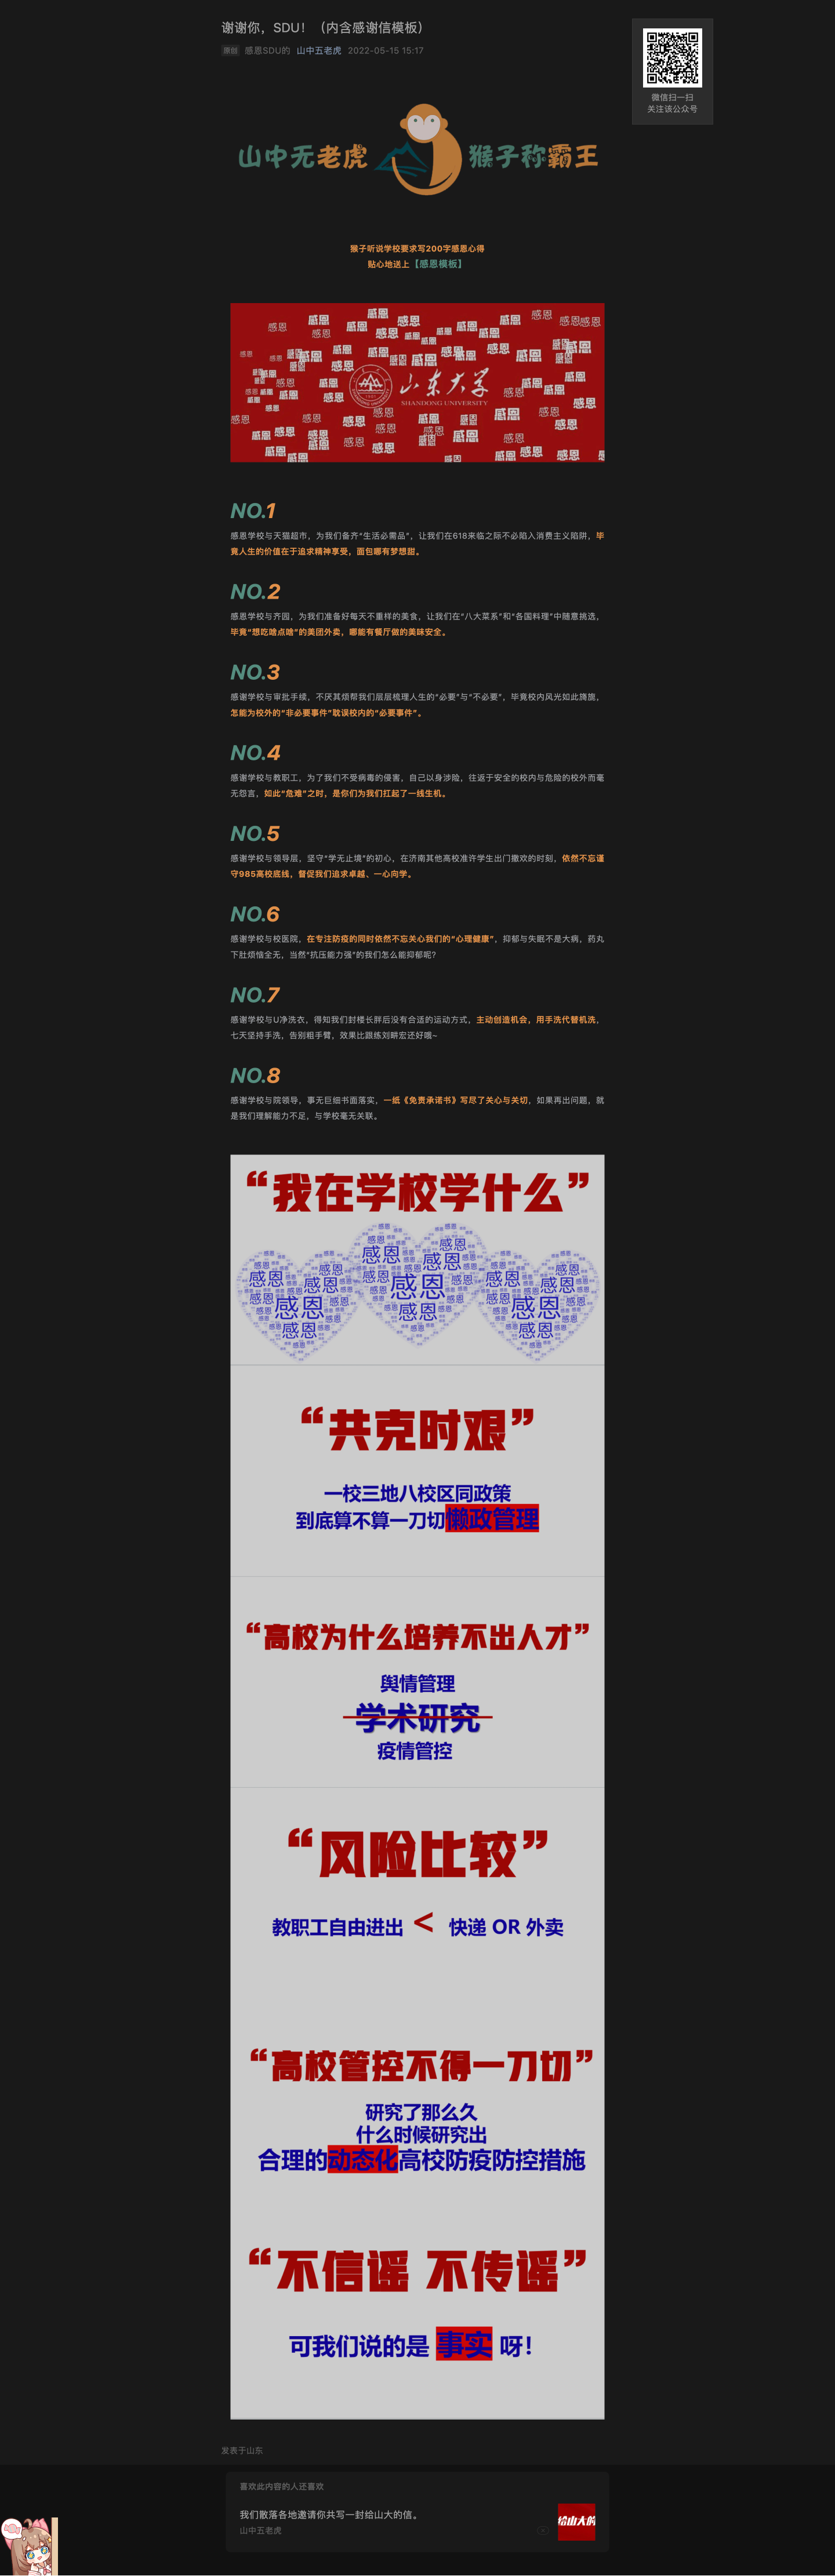 谢谢你，SDU！（内含感谢信模板）
原创 感恩SDU的 山中五老虎 2022-05-15 15:17
微信扫一扫
关注该公众号
山中无老虎 猴子称霸王
猴子听说学校要求写200字感恩心得
贴心地送上【感恩模板】
感恩
山东大学
SHANDONG UNIVERSITY
NO.1
感恩学校与天猫超市，为我们备齐“生活必需品”，让我们在618来临之际不必陷入消费主义陷阱，毕
竟人生的价值在于追求精神享受，面包哪有梦想甜。
NO.2
感恩学校与齐园，为我们准备好每天不重样的美食，让我们在“八大菜系”和“各国料理”中随意挑选，
毕竟“想吃啥点啥”的美团外卖，哪能有餐厅做的美味安全。
NO.3
感谢学校与审批手续，不厌其烦帮我们层层梳理人生的“必要”与“不必要”，毕竟校内风光如此旖旎，
怎能为校外的“非必要事件”耽误校内的“必要事件”。
NO.4
感谢学校与教职工，为了我们不受病毒的侵害，自己以身涉险，往返于安全的校内与危险的校外而毫
无怨言，如此“危难”之时，是你们为我们扛起了一线生机。
NO.5
感谢学校与领导层，坚守“学无止境”的初心，在济南其他高校准许学生出门撒欢的时刻，依然不忘谨
守985高校底线，督促我们追求卓越、一心向学。
NO.6
感谢学校与校医院，在专注防疫的同时依然不忘关心我们的“心理健康”，抑郁与失眠不是大病，药丸
下肚烦恼全无，当然“抗压能力强”的我们怎么能抑郁呢？
NO.7
感谢学校与U净洗衣，得知我们封楼长胖后没有合适的运动方式，主动创造机会，用手洗代替机洗，
七天坚持手洗，告别粗手臂，效果比跟练刘畊宏还好哦~
NO.8
感谢学校与院领导，事无巨细书面落实，一纸《免责承诺书》写尽了关心与关切，如果再出问题，就
是我们理解能力不足，与学校毫无关联。
“我在学校学什么”
感恩
“共克时艰”
一校三地八校区同政策
到底算不算一刀切懒政管理
“高校为什么培养不出人才”
舆情管理
学术研究
疫情管控
“风险比较”
教职工自由进出 < 快递 OR 外卖
“高校管控不得一刀切”
研究了那么久
什么时候研究出
合理的动态化高校防疫防控措施
“不信谣 不传谣”
可我们说的是 事实 呀！
发表于山东
喜欢此内容的人还喜欢
我们散落各地邀请你共写一封给山大的信。
山中五老虎
给山大的